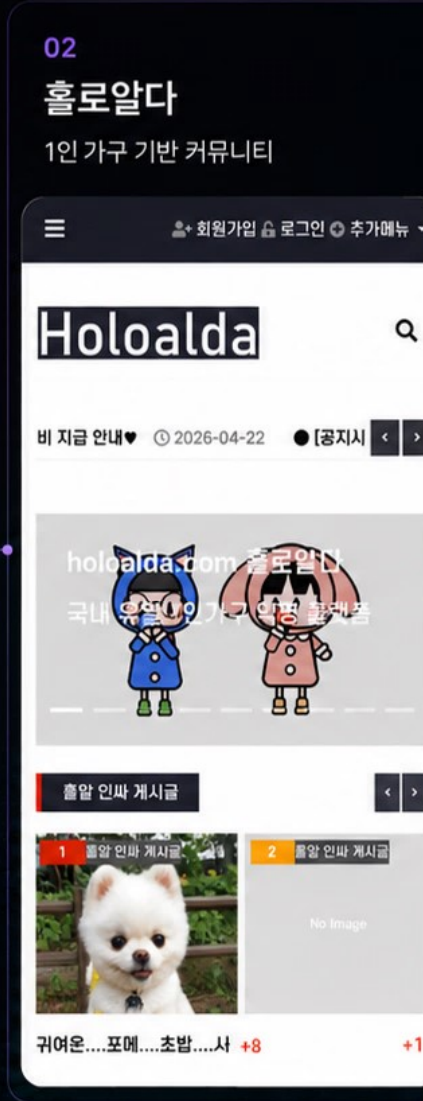 02
홀로알다
1인 가구 기반 커뮤니티
회원가입 로그인 추가메뉴
Holoalda
비 지급 안내♥ 2026-04-22 ● [공지시
holoalda.com 홀로알다
국내 유일 1인가구 익명 플랫폼
홀알 인싸 게시글
1 홀알 인싸 게시글
2 홀알 인싸 게시글
No Image
귀여운....포메....초밥....사 +8
+1